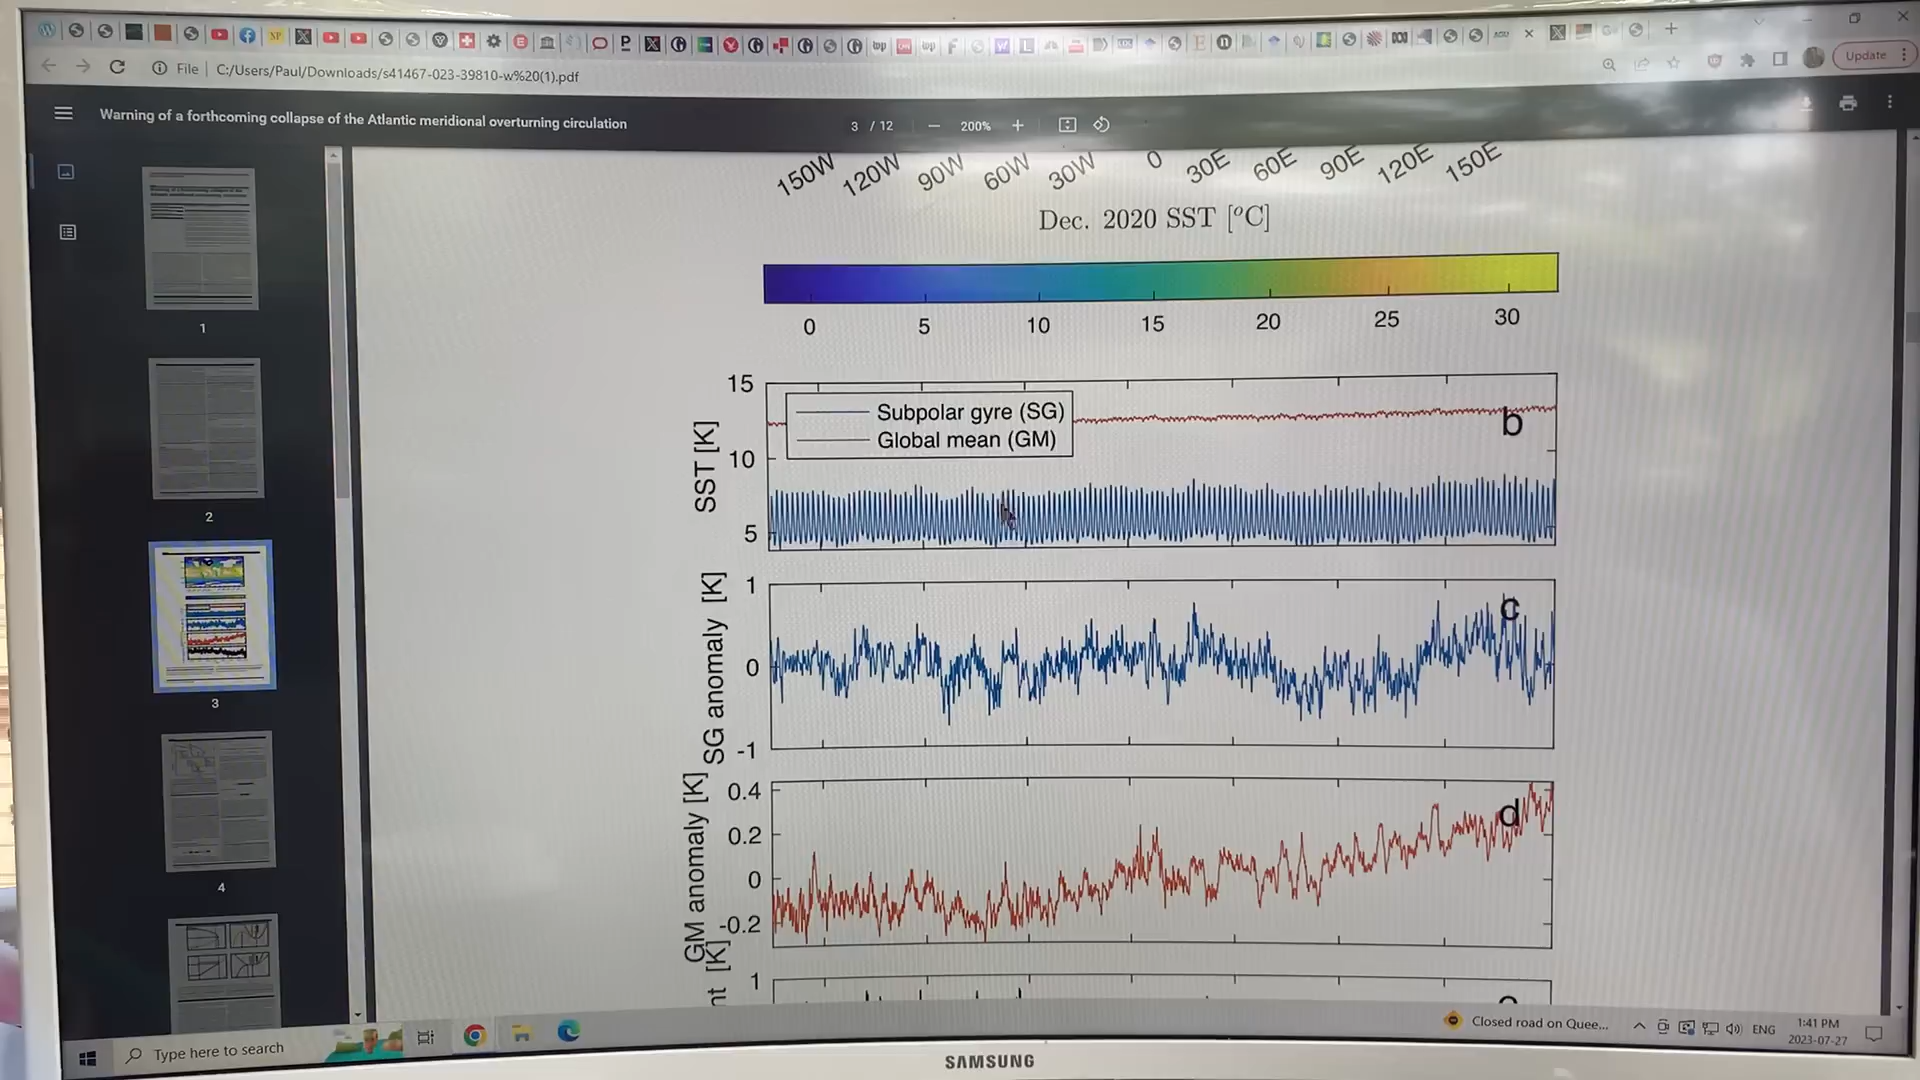 File | C:/Users/Paul/Downloads/s41467-023-39810-w%20(1).pdf
Update
Warning of a forthcoming collapse of the Atlantic meridional overturning circulation
3 / 12
200%
150W 120W 90W 60W 30W 0 30E 60E 90E 120E 150E
Dec. 2020 SST [°C]
0 5 10 15 20 25 30
SST [K]
15
10
5
Subpolar gyre (SG)
Global mean (GM)
b
SG anomaly [K]
1
0
-1
c
GM anomaly [K]
0.4
0.2
0
-0.2
d
[K]
1
1
2
3
4
Type here to search
Closed road on Quee...
ENG
1:41 PM
2023-07-27
SAMSUNG